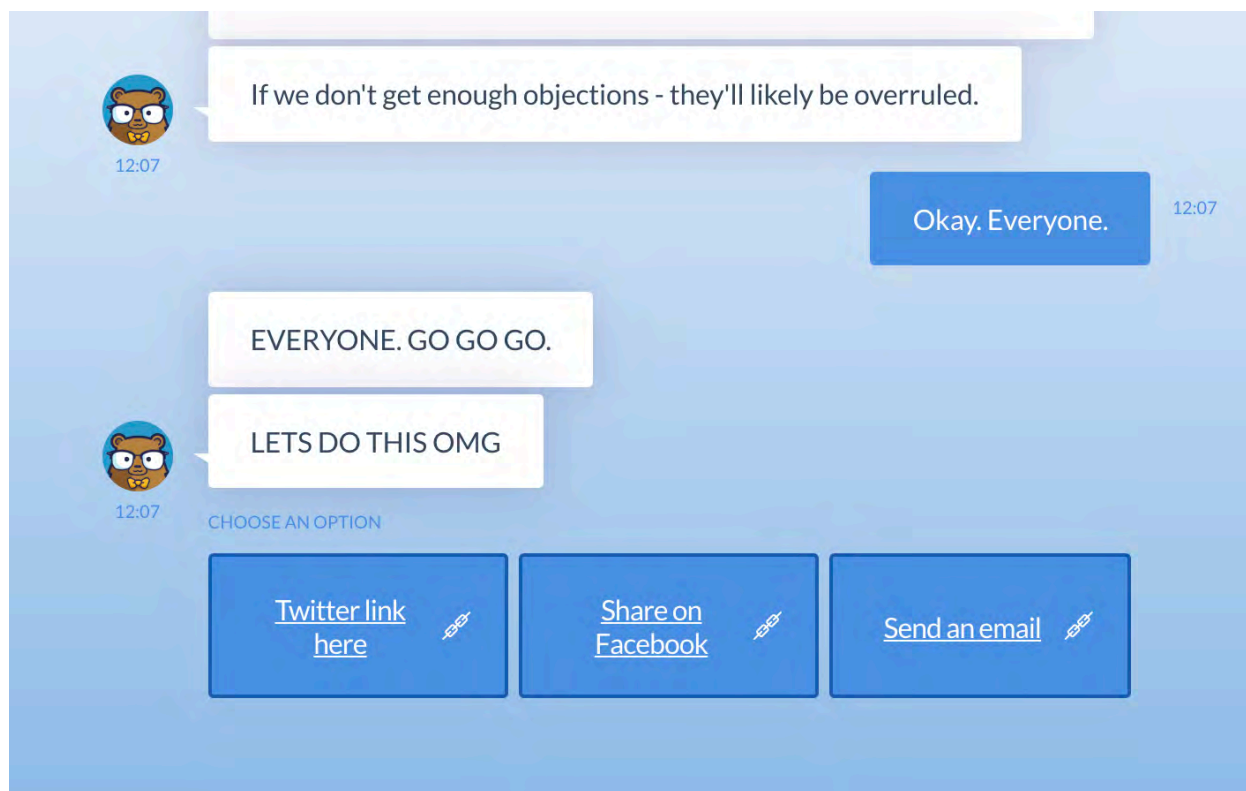 If we don't get enough objections - they'll likely be overruled.
12:07
Okay. Everyone.
12:07
EVERYONE. GO GO GO.
LETS DO THIS OMG
12:07
CHOOSE AN OPTION
Twitter link
here
Share on
Facebook
Send an email